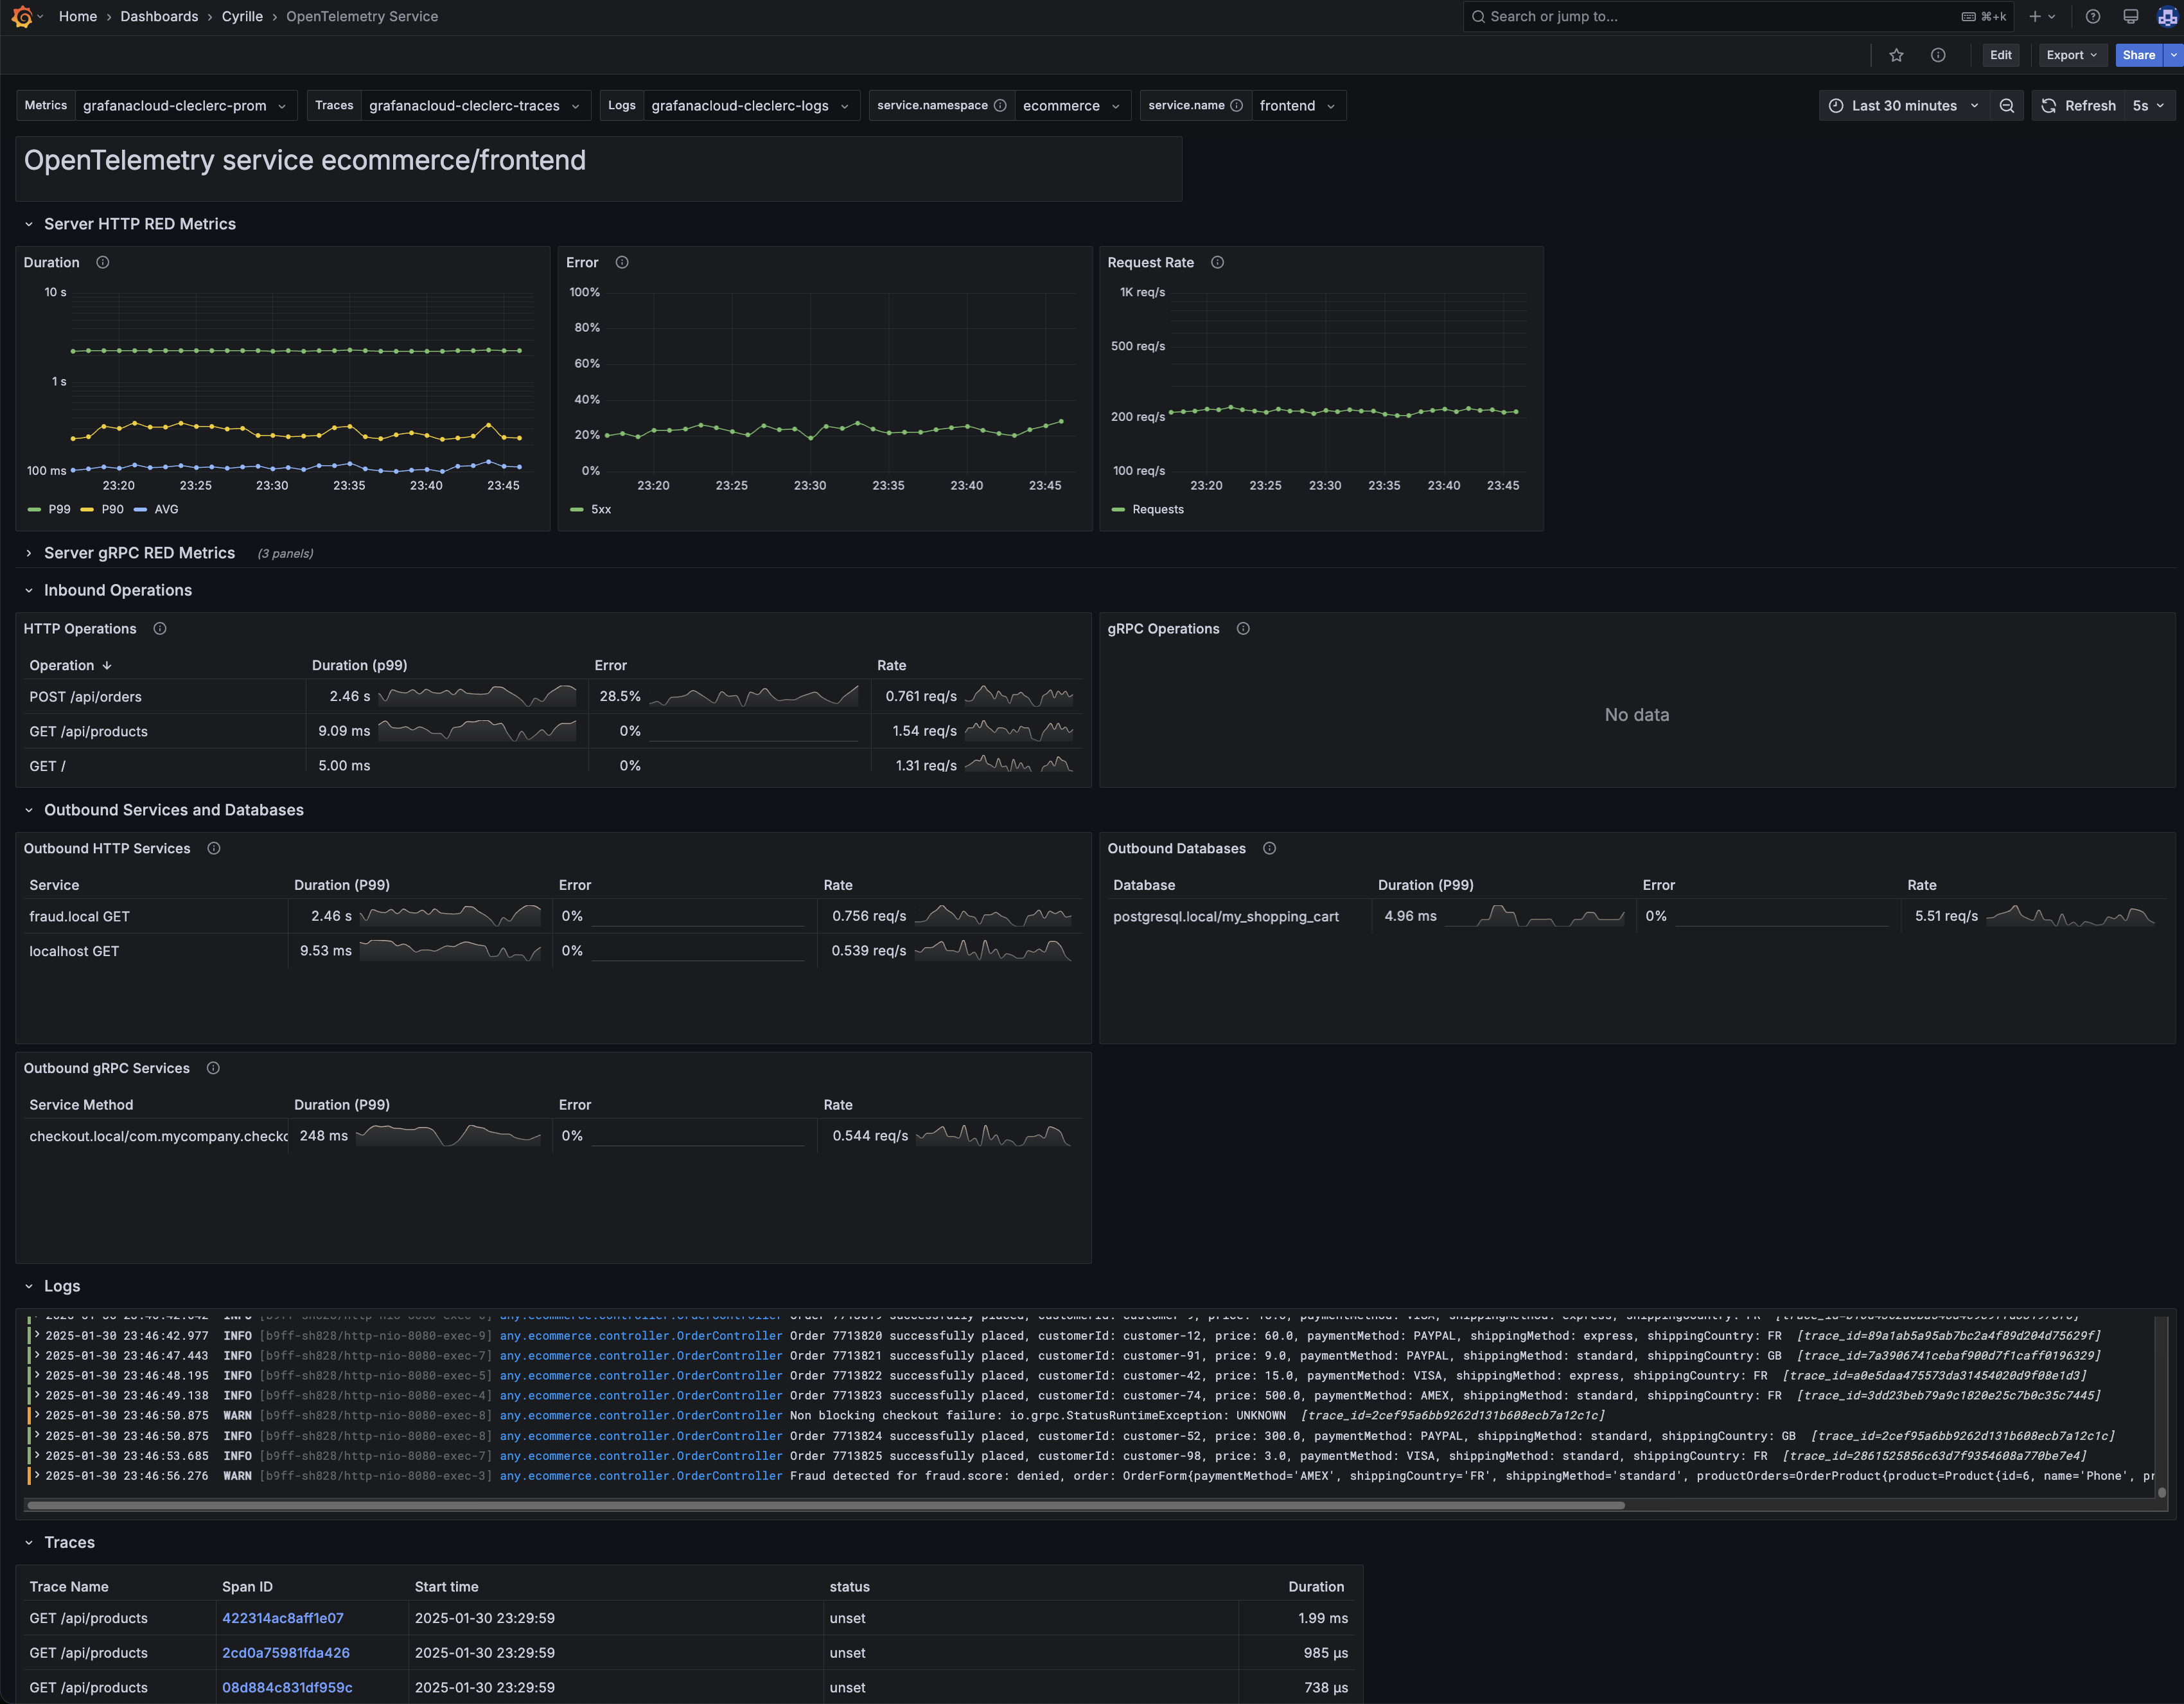 Home › Dashboards › Cyrille › OpenTelemetry Service
Search or jump to...
⌘+k
Edit
Export
Share
Metrics grafanacloud-cleclerc-prom Traces grafanacloud-cleclerc-traces Logs grafanacloud-cleclerc-logs service.namespace ecommerce service.name frontend
Last 30 minutes Refresh 5s
OpenTelemetry service ecommerce/frontend
Server HTTP RED Metrics
Duration
10 s
1 s
100 ms
23:20 23:25 23:30 23:35 23:40 23:45
P99 P90 AVG
Error
100%
80%
60%
40%
20%
0%
23:20 23:25 23:30 23:35 23:40 23:45
5xx
Request Rate
1K req/s
500 req/s
200 req/s
100 req/s
23:20 23:25 23:30 23:35 23:40 23:45
Requests
Server gRPC RED Metrics (3 panels)
Inbound Operations
HTTP Operations
Operation Duration (p99) Error Rate
POST /api/orders 2.46 s 28.5% 0.761 req/s
GET /api/products 9.09 ms 0% 1.54 req/s
GET / 5.00 ms 0% 1.31 req/s
gRPC Operations
No data
Outbound Services and Databases
Outbound HTTP Services
Service Duration (P99) Error Rate
fraud.local GET 2.46 s 0% 0.756 req/s
localhost GET 9.53 ms 0% 0.539 req/s
Outbound Databases
Database Duration (P99) Error Rate
postgresql.local/my_shopping_cart 4.96 ms 0% 5.51 req/s
Outbound gRPC Services
Service Method Duration (P99) Error Rate
checkout.local/com.mycompany.checko 248 ms 0% 0.544 req/s
Logs
2025-01-30 23:46:42.977 INFO [b9ff-sh828/http-nio-8080-exec-9] any.ecommerce.controller.OrderController Order 7713820 successfully placed, customerId: customer-12, price: 60.0, paymentMethod: PAYPAL, shippingMethod: express, shippingCountry: FR [trace_id=89a1ab5a95ab7bc2a4f89d204d75629f]
2025-01-30 23:46:47.443 INFO [b9ff-sh828/http-nio-8080-exec-7] any.ecommerce.controller.OrderController Order 7713821 successfully placed, customerId: customer-91, price: 9.0, paymentMethod: PAYPAL, shippingMethod: standard, shippingCountry: GB [trace_id=7a3906741cebaf900d7f1caff0196329]
2025-01-30 23:46:48.195 INFO [b9ff-sh828/http-nio-8080-exec-5] any.ecommerce.controller.OrderController Order 7713822 successfully placed, customerId: customer-42, price: 15.0, paymentMethod: VISA, shippingMethod: express, shippingCountry: FR [trace_id=a0e5daa475573da31454020d9f08e1d3]
2025-01-30 23:46:49.138 INFO [b9ff-sh828/http-nio-8080-exec-4] any.ecommerce.controller.OrderController Order 7713823 successfully placed, customerId: customer-74, price: 500.0, paymentMethod: AMEX, shippingMethod: standard, shippingCountry: FR [trace_id=3dd23beb79a9c1820e25c7b0c35c7445]
2025-01-30 23:46:50.875 WARN [b9ff-sh828/http-nio-8080-exec-8] any.ecommerce.controller.OrderController Non blocking checkout failure: io.grpc.StatusRuntimeException: UNKNOWN [trace_id=2cef95a6bb9262d131b608ecb7a12c1c]
2025-01-30 23:46:50.875 INFO [b9ff-sh828/http-nio-8080-exec-8] any.ecommerce.controller.OrderController Order 7713824 successfully placed, customerId: customer-52, price: 300.0, paymentMethod: PAYPAL, shippingMethod: standard, shippingCountry: GB [trace_id=2cef95a6bb9262d131b608ecb7a12c1c]
2025-01-30 23:46:53.685 INFO [b9ff-sh828/http-nio-8080-exec-7] any.ecommerce.controller.OrderController Order 7713825 successfully placed, customerId: customer-98, price: 3.0, paymentMethod: VISA, shippingMethod: standard, shippingCountry: FR [trace_id=2861525856c63d7f9354608a770be7e4]
2025-01-30 23:46:56.276 WARN [b9ff-sh828/http-nio-8080-exec-3] any.ecommerce.controller.OrderController Fraud detected for fraud.score: denied, order: OrderForm{paymentMethod='AMEX', shippingCountry='FR', shippingMethod='standard', productOrders=OrderProduct{product=Product{id=6, name='Phone', pr
Traces
Trace Name Span ID Start time status Duration
GET /api/products 422314ac8aff1e07 2025-01-30 23:29:59 unset 1.99 ms
GET /api/products 2cd0a75981fda426 2025-01-30 23:29:59 unset 985 µs
GET /api/products 08d884c831df959c 2025-01-30 23:29:59 unset 738 µs